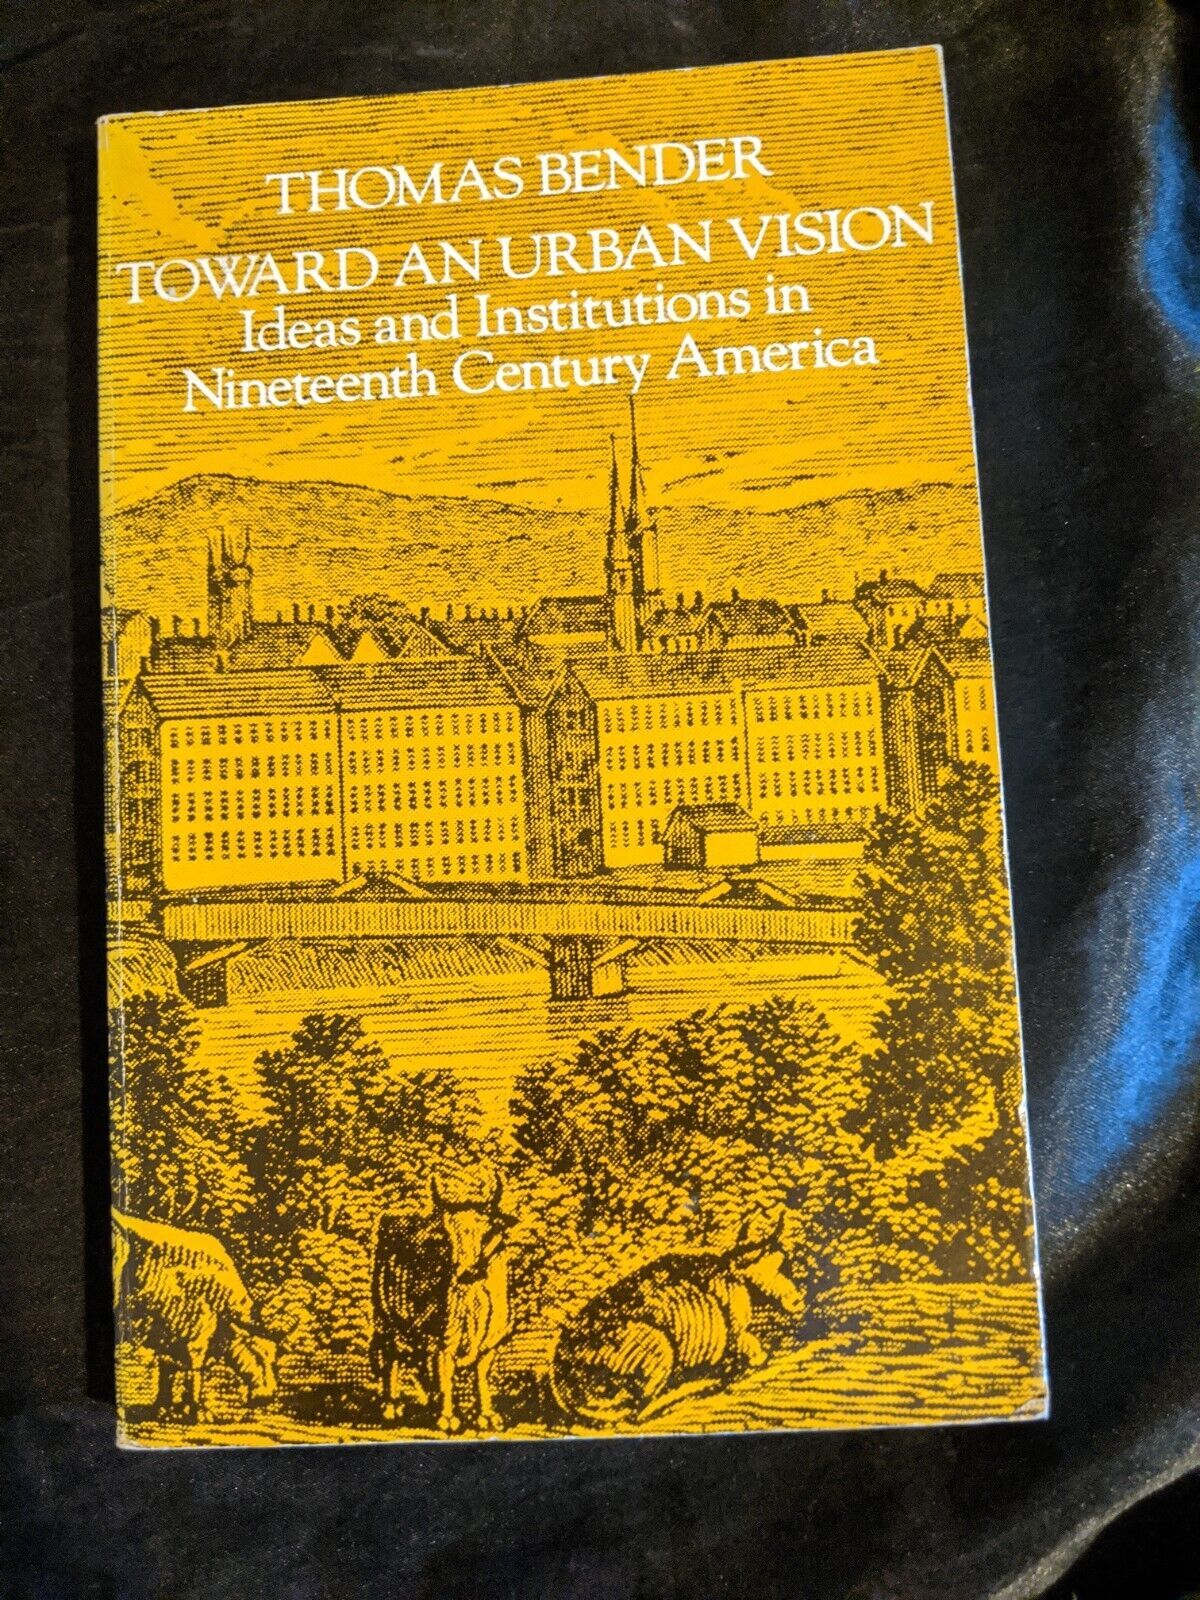 THOMAS BENDER
TOWARD AN URBAN VISION
Ideas and Institutions in
Nineteenth Century America